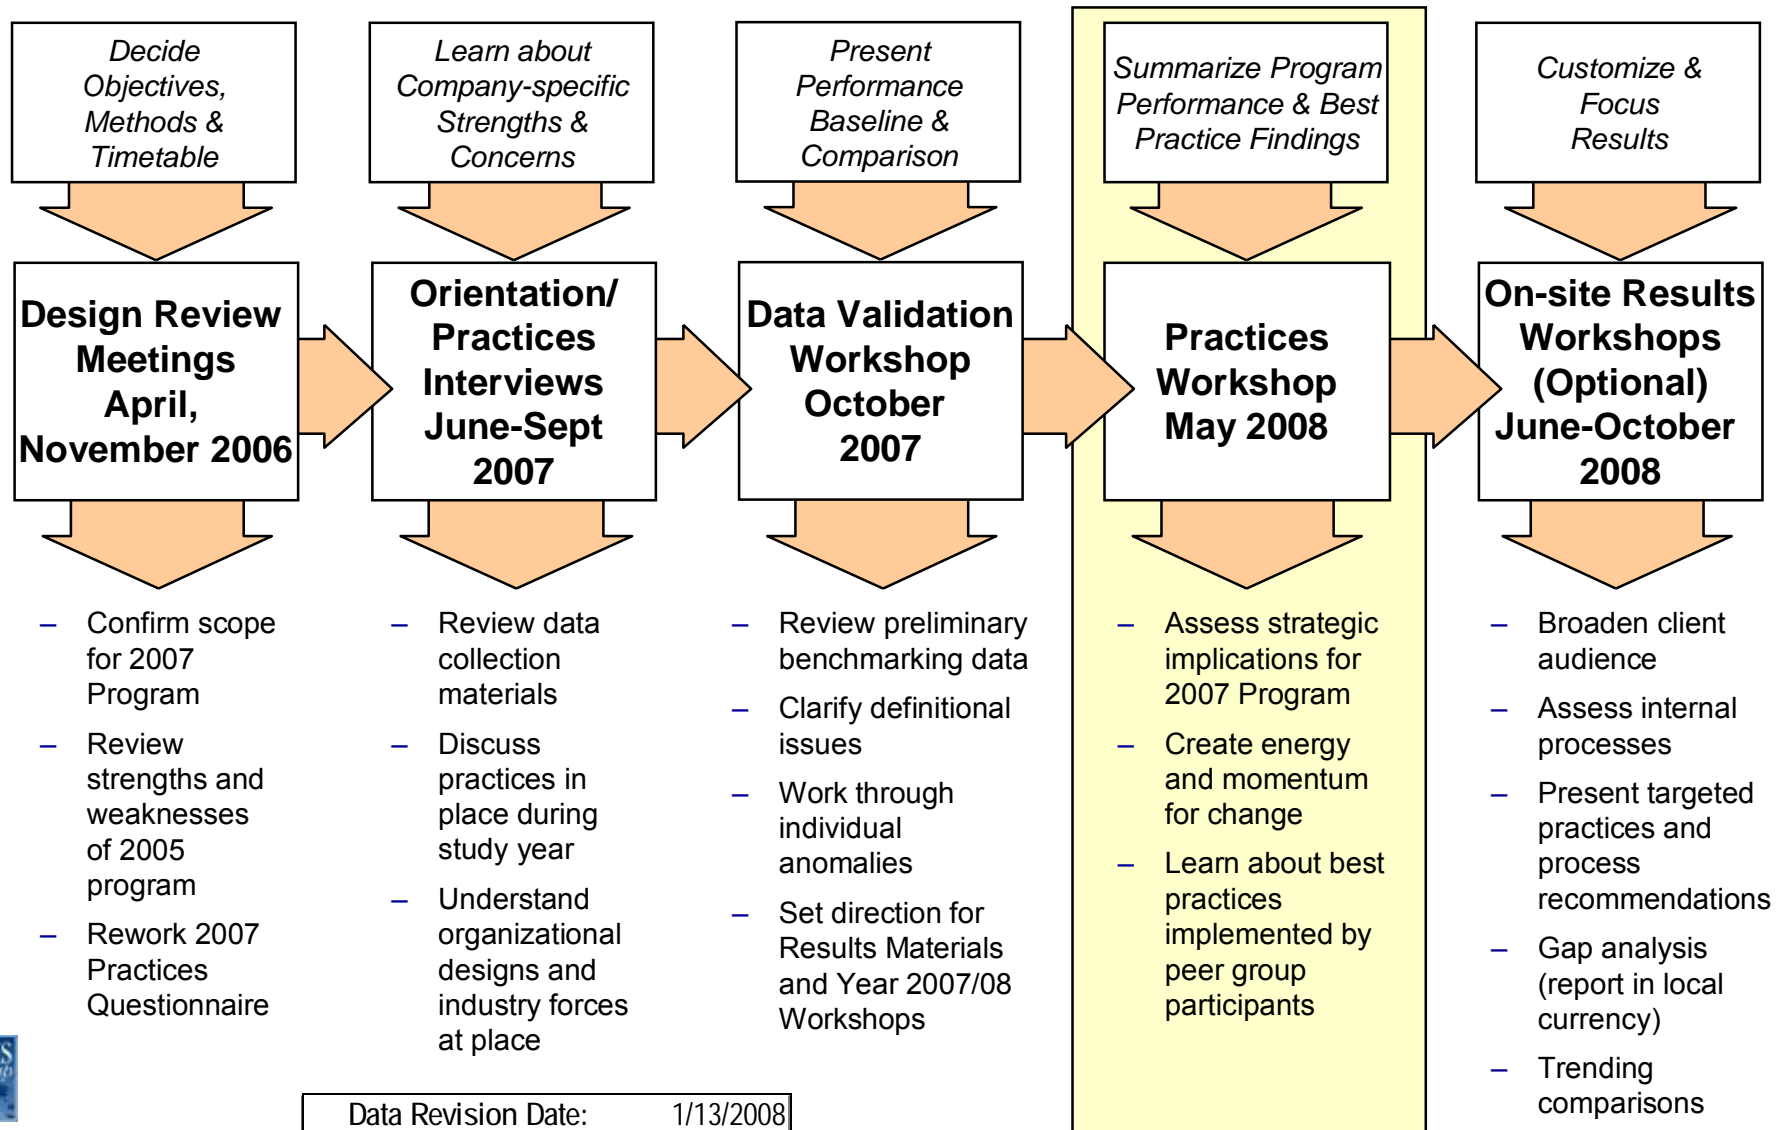 Decide
Objectives,
Methods &
Timetable
Learn about
Company-specific
Strengths &
Concerns
Present
Performance
Baseline &
Comparison
Summarize Program
Performance & Best
Practice Findings
Customize &
Focus
Results
Design Review
Meetings
April,
November 2006
Orientation/
Practices
Interviews
June-Sept
2007
Data Validation
Workshop
October
2007
Practices
Workshop
May 2008
On-site Results
Workshops
(Optional)
June-October
2008
– Confirm scope
for 2007
Program
– Review
strengths and
weaknesses
of 2005
program
– Rework 2007
Practices
Questionnaire
– Review data
collection
materials
– Discuss
practices in
place during
study year
– Understand
organizational
designs and
industry forces
at place
– Review preliminary
benchmarking data
– Clarify definitional
issues
– Work through
individual
anomalies
– Set direction for
Results Materials
and Year 2007/08
Workshops
– Assess strategic
implications for
2007 Program
– Create energy
and momentum
for change
– Learn about best
practices
implemented by
peer group
participants
– Broaden client
audience
– Assess internal
processes
– Present targeted
practices and
process
recommendations
– Gap analysis
(report in local
currency)
– Trending
comparisons
Data Revision Date: 1/13/2008